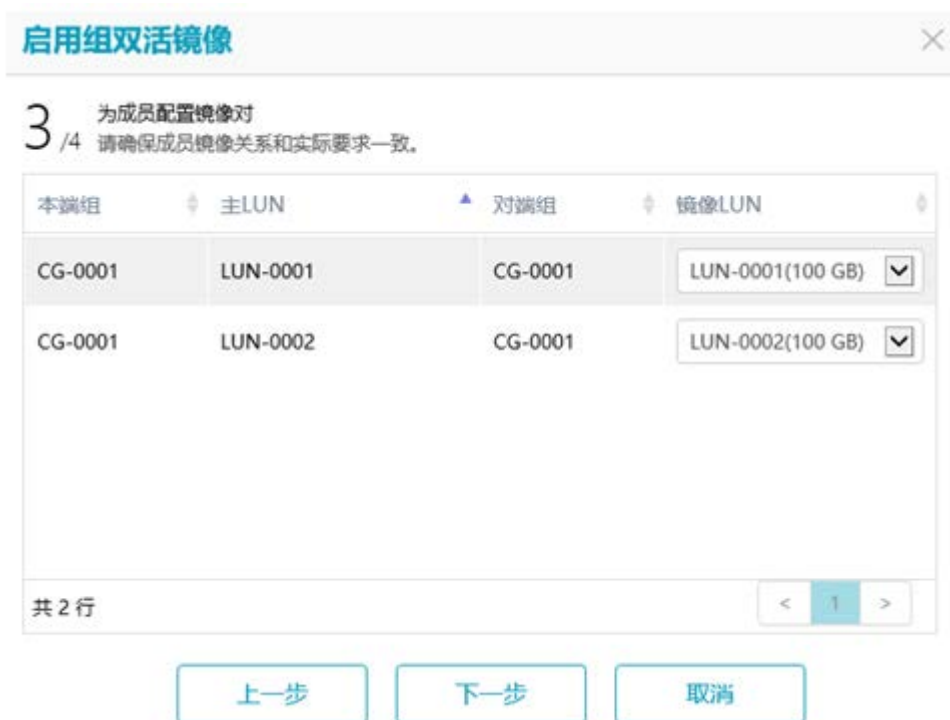 启用组双活镜像
3/4 为成员配置镜像对
请确保成员镜像关系和实际要求一致。
本端组 主LUN 对端组 镜像LUN
CG-0001 LUN-0001 CG-0001 LUN-0001(100 GB)
CG-0001 LUN-0002 CG-0001 LUN-0002(100 GB)
共 2 行 < 1 >
上一步 下一步 取消